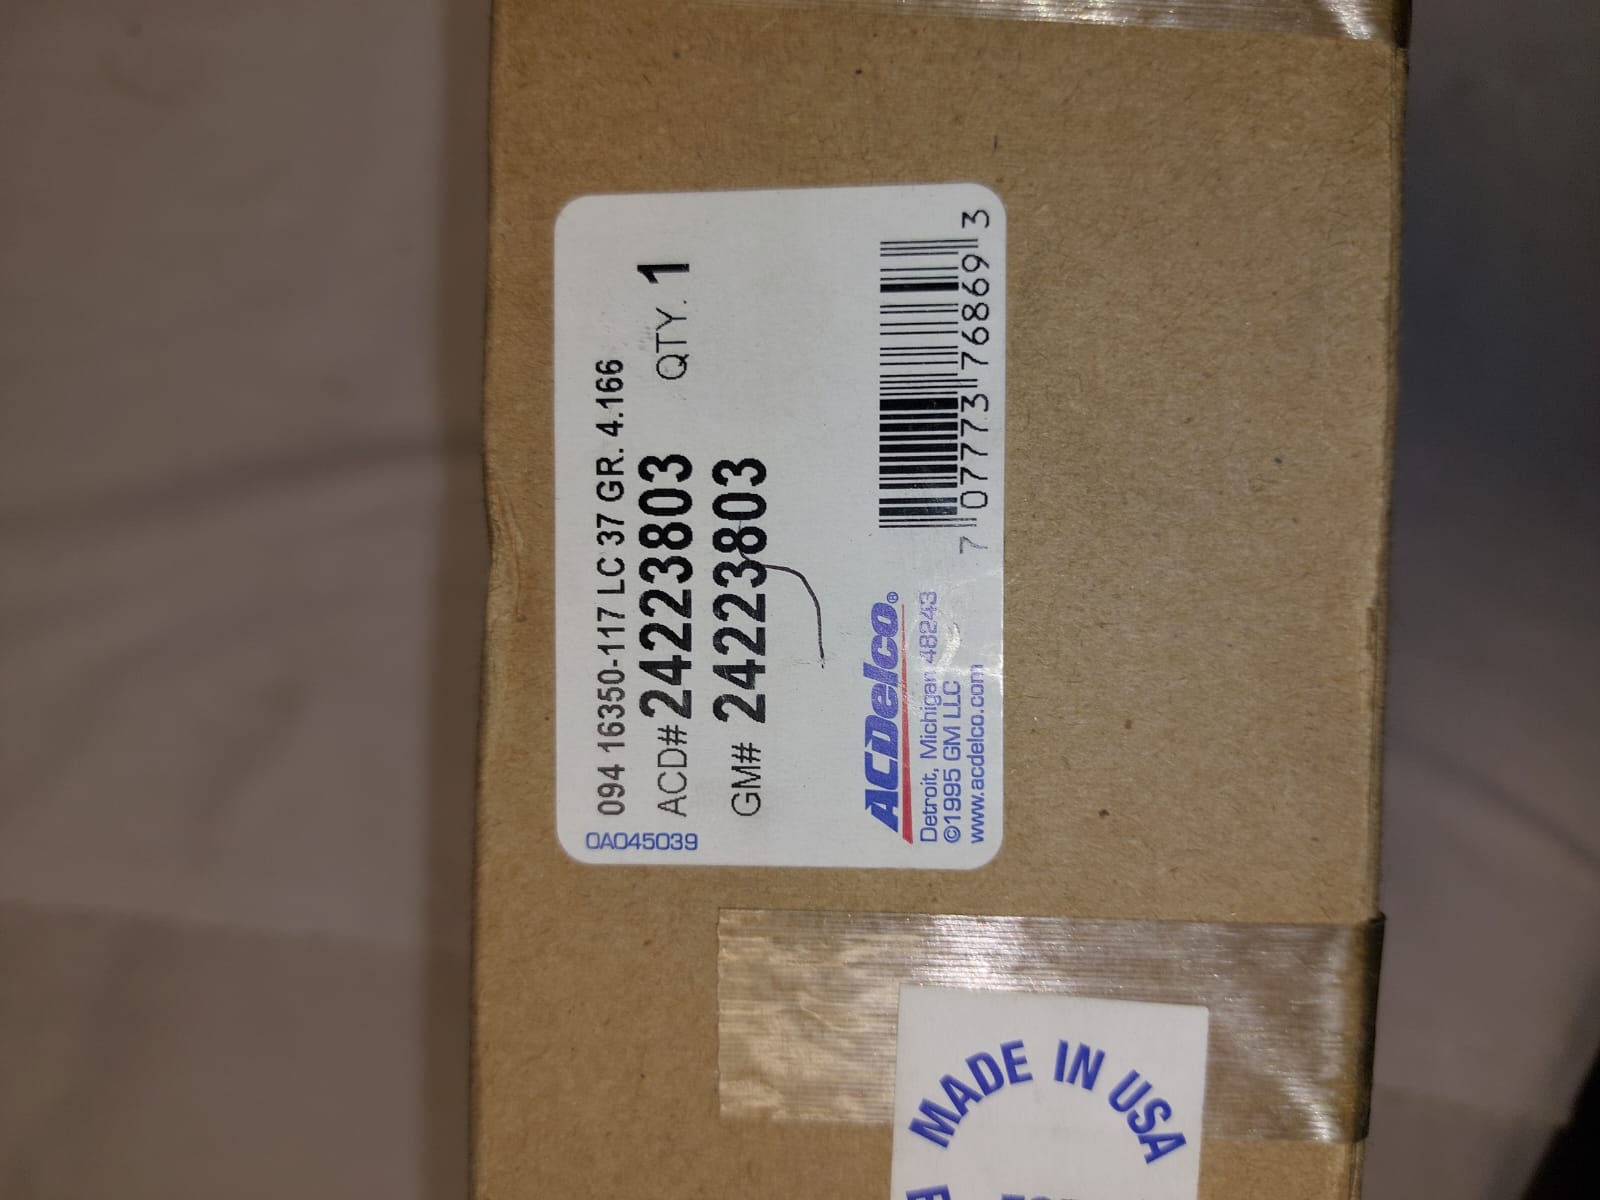 094 16350-117 LC 37 GR. 4.166
ACD# 24223803 QTY. 1
GM# 24223803
0A045039
ACDelco®
Detroit, Michigan 48243
©1995 GM LLC
www.acdelco.com
7 07773 76869 3
MADE IN USA